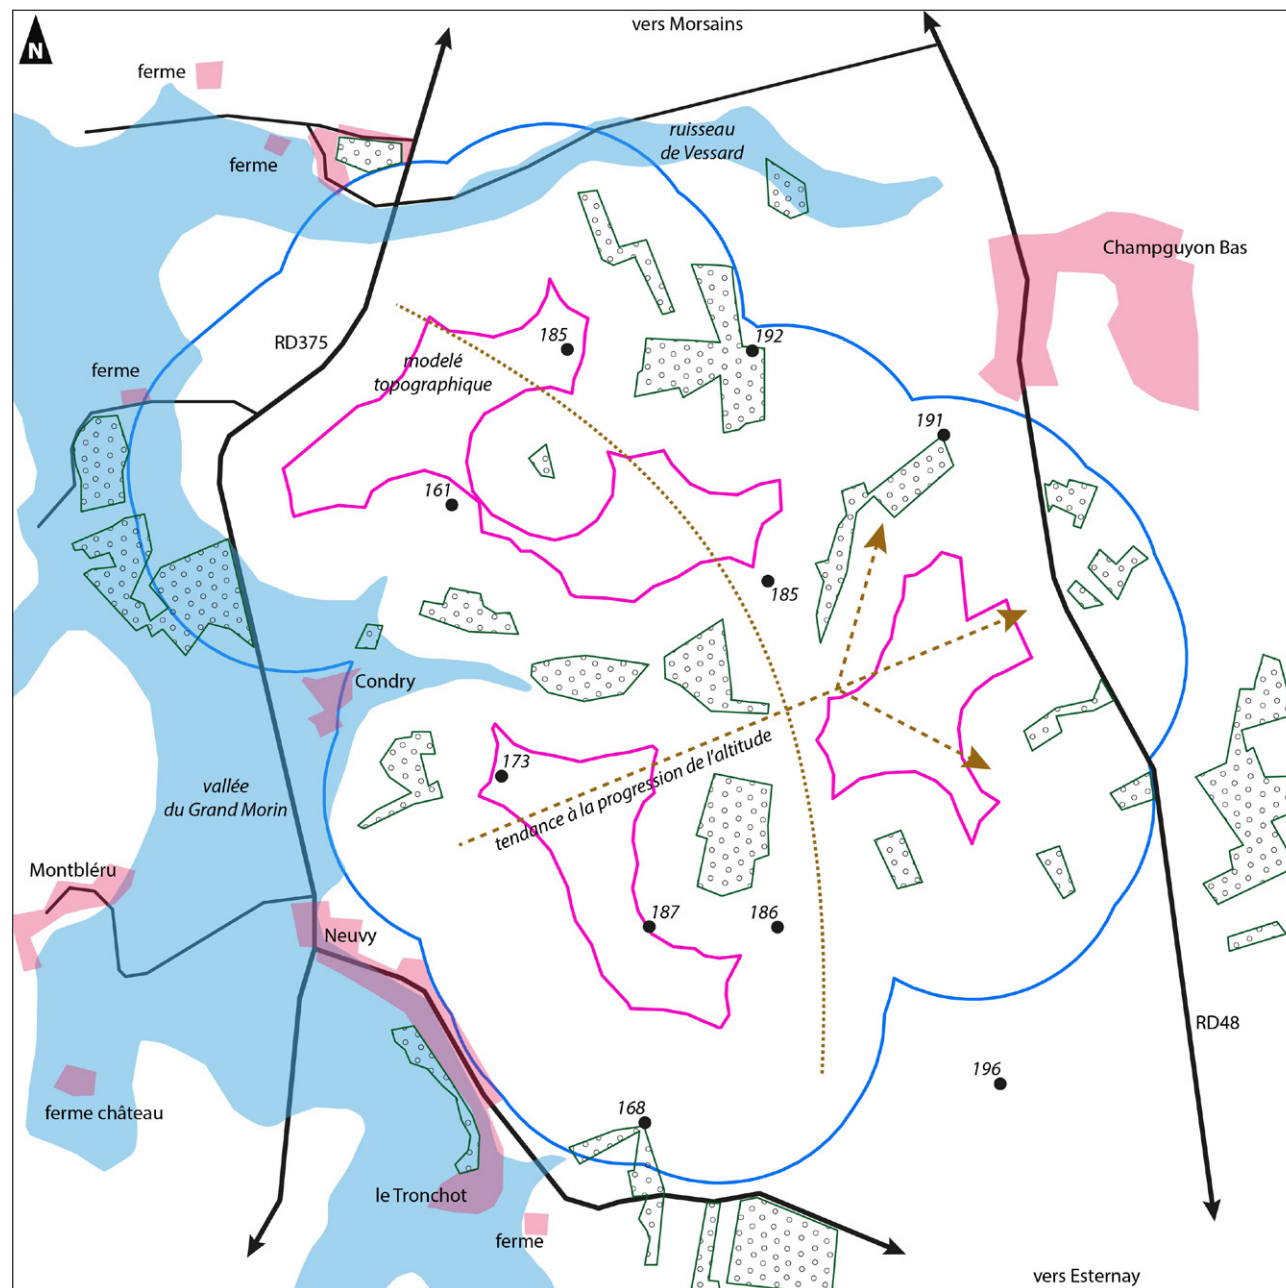 vers Morsains
N
ferme
ruisseau
de Vessard
ferme
Champguyon Bas
RD375
185
192
modelé
topographique
ferme
191
161
185
Condry
173
tendance à la progression de l'altitude
vallée
du Grand Morin
Montbléru
187
186
Neuvy
RD48
196
ferme château
168
le Tronchot
ferme
vers Esternay